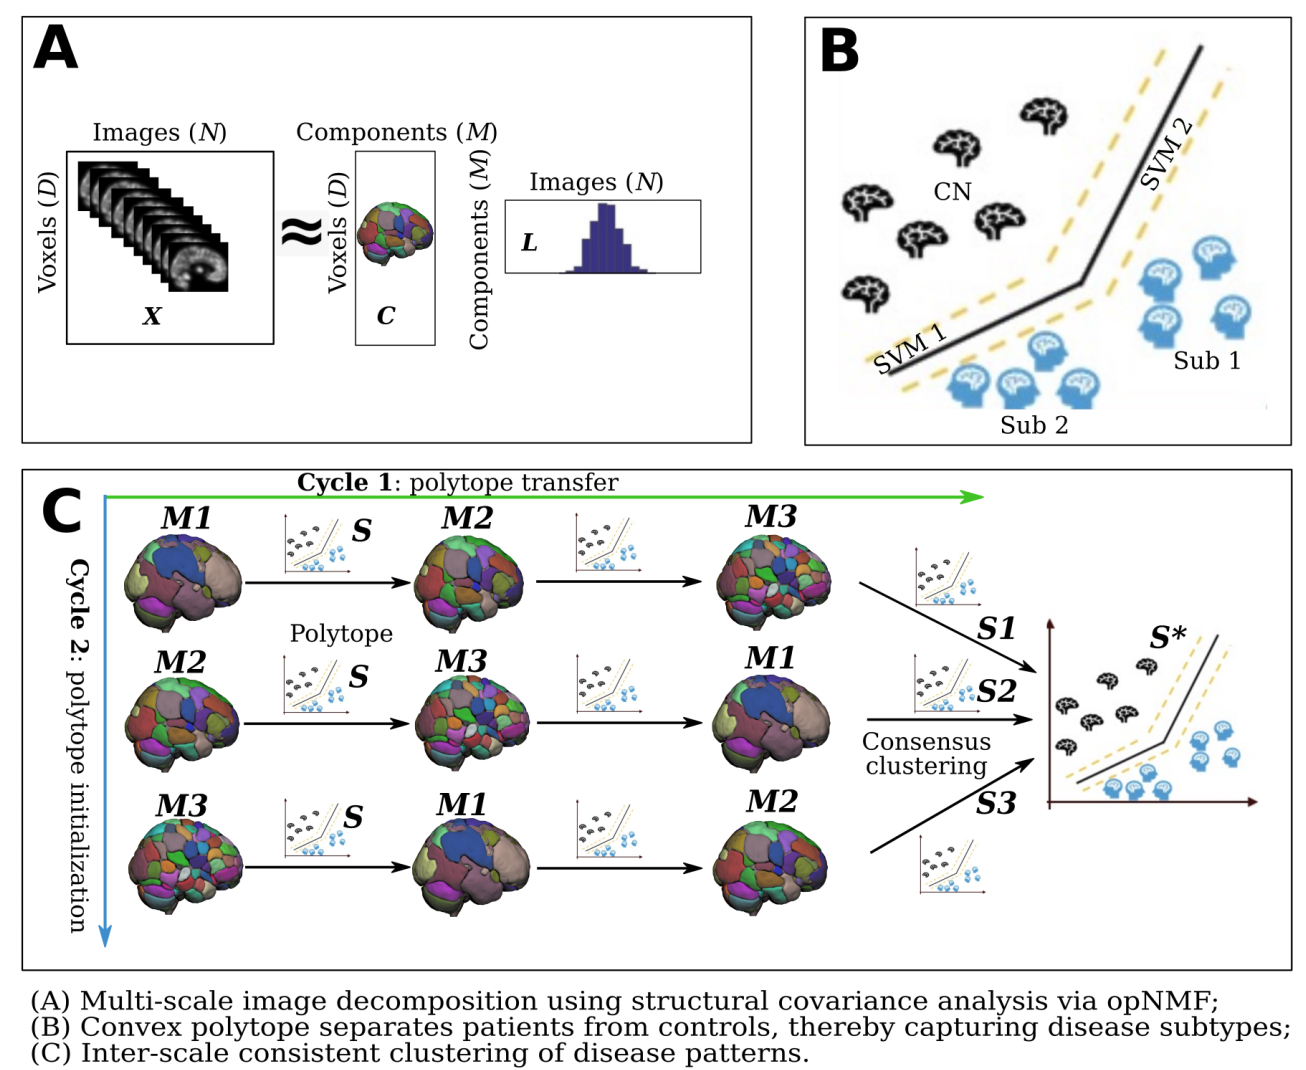 A
Images (N)
Voxels (D)
X
≈
Components (M)
Voxels (D)
C
Components (M)
Images (N)
L
B
CN
SVM 1
SVM 2
Sub 1
Sub 2
C
Cycle 1: polytope transfer
Cycle 2: polytope initialization
M1
S
M2
M3
S1
Polytope
M2
S
M3
M1
S2
Consensus
clustering
M3
S
M1
M2
S3
S*
(A) Multi-scale image decomposition using structural covariance analysis via opNMF;
(B) Convex polytope separates patients from controls, thereby capturing disease subtypes;
(C) Inter-scale consistent clustering of disease patterns.